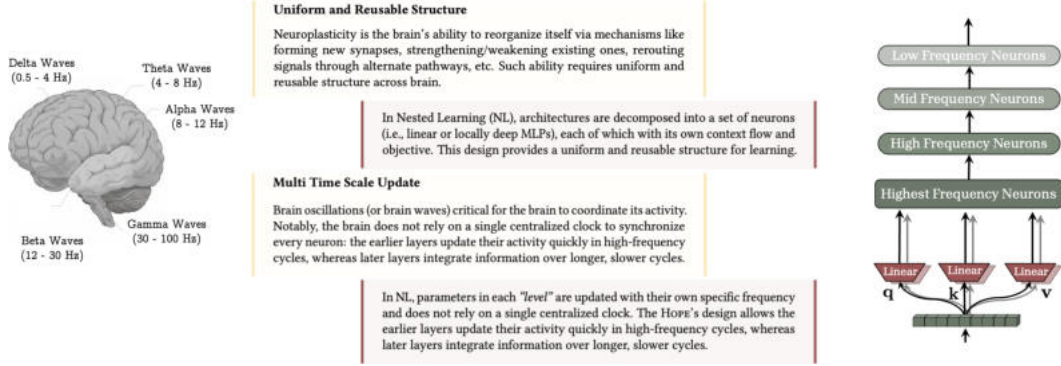 Delta Waves
(0.5 - 4 Hz)
Theta Waves
(4 - 8 Hz)
Alpha Waves
(8 - 12 Hz)
Gamma Waves
(30 - 100 Hz)
Beta Waves
(12 - 30 Hz)
Uniform and Reusable Structure
Neuroplasticity is the brain's ability to reorganize itself via mechanisms like
forming new synapses, strengthening/weakening existing ones, rerouting
signals through alternate pathways, etc. Such ability requires uniform and
reusable structure across brain.
In Nested Learning (NL), architectures are decomposed into a set of neurons
(i.e., linear or locally deep MLPs), each of which with its own context flow and
objective. This design provides a uniform and reusable structure for learning.
Multi Time Scale Update
Brain oscillations (or brain waves) critical for the brain to coordinate its activity.
Notably, the brain does not rely on a single centralized clock to synchronize
every neuron: the earlier layers update their activity quickly in high-frequency
cycles, whereas later layers integrate information over longer, slower cycles.
In NL, parameters in each "level" are updated with their own specific frequency
and does not rely on a single centralized clock. The HOPE's design allows the
earlier layers update their activity quickly in high-frequency cycles, whereas
later layers integrate information over longer, slower cycles.
Low Frequency Neurons
Mid Frequency Neurons
High Frequency Neurons
Highest Frequency Neurons
Linear
Linear
Linear
q
k
v